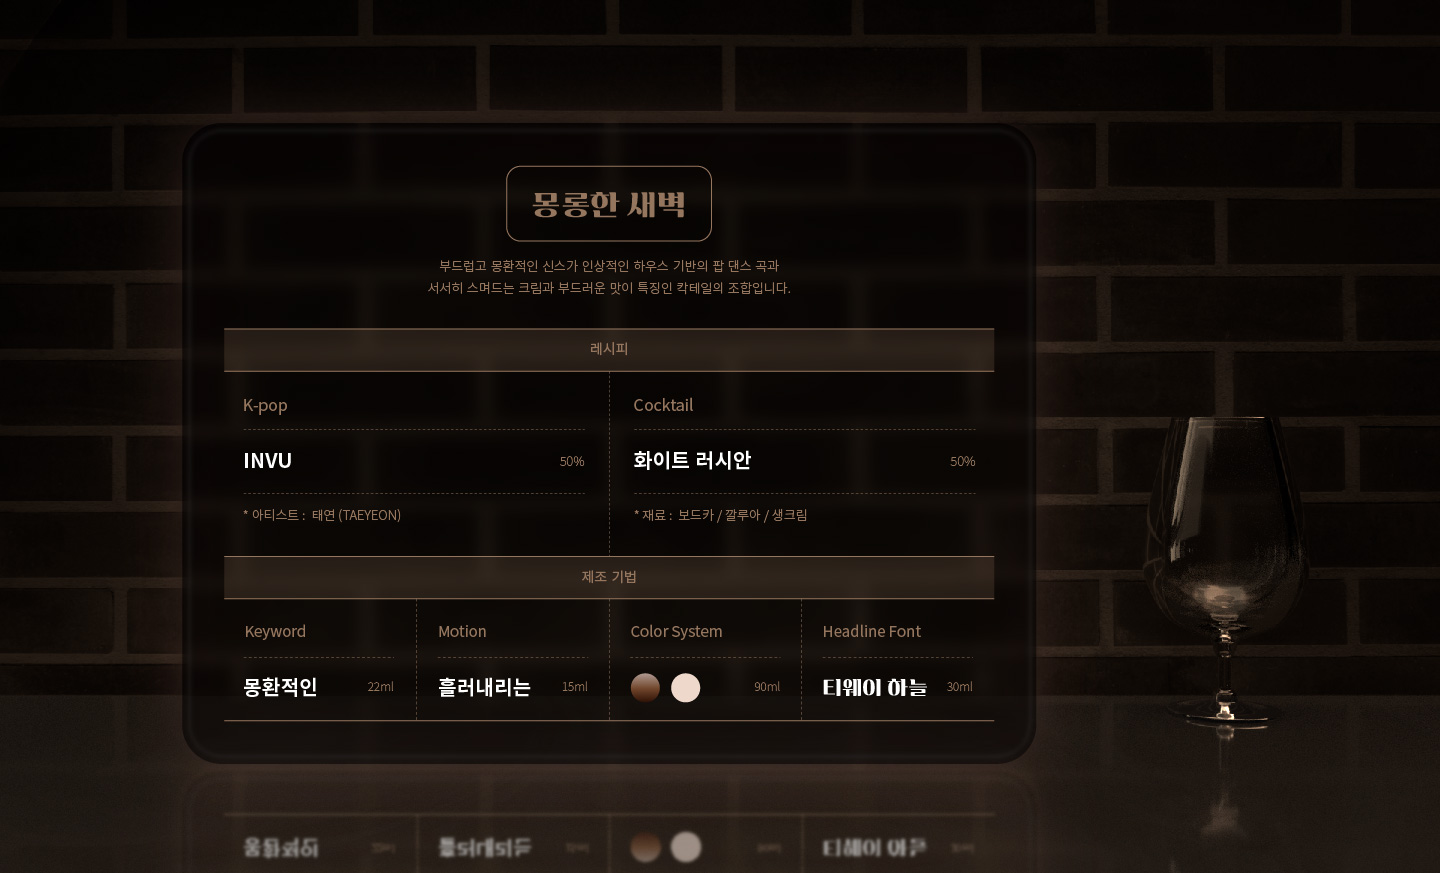 몽롱한 새벽
부드럽고 몽환적인 신스가 인상적인 하우스 기반의 팝 댄스 곡과
서서히 스며드는 크림과 부드러운 맛이 특징인 칵테일의 조합입니다.
레시피
K-pop
INVU 50%
* 아티스트 : 태연 (TAEYEON)
Cocktail
화이트 러시안 50%
* 재료 : 보드카 / 깔루아 / 생크림
제조 기법
Keyword
몽환적인 22ml
Motion
흘러내리는 15ml
Color System
90ml
Headline Font
티웨이 하늘 30ml